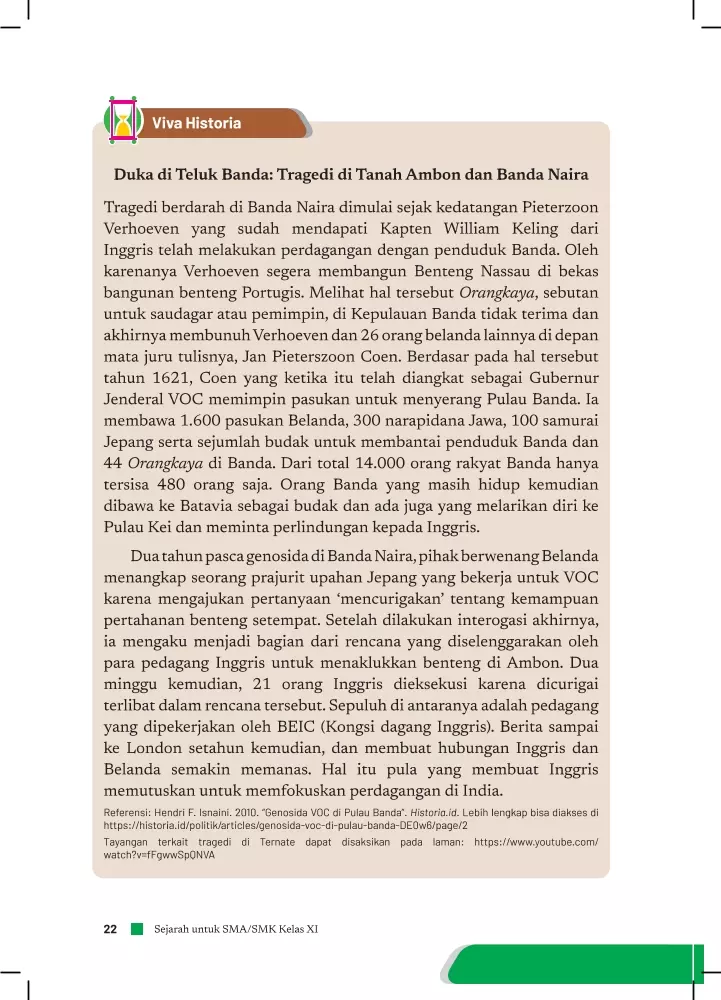 Viva Historia
Duka di Teluk Banda: Tragedi di Tanah Ambon dan Banda Naira
Tragedi berdarah di Banda Naira dimulai sejak kedatangan Pieterzoon
Verhoeven yang sudah mendapati Kapten William Keling dari
Inggris telah melakukan perdagangan dengan penduduk Banda. Oleh
karenanya Verhoeven segera membangun Benteng Nassau di bekas
bangunan benteng Portugis. Melihat hal tersebut Orangkaya, sebutan
untuk saudagar atau pemimpin, di Kepulauan Banda tidak terima dan
akhirnya membunuh Verhoeven dan 26 orang belanda lainnya di depan
mata juru tulisnya, Jan Pieterszoon Coen. Berdasar pada hal tersebut
tahun 1621, Coen yang ketika itu telah diangkat sebagai Gubernur
Jenderal VOC memimpin pasukan untuk menyerang Pulau Banda. Ia
membawa 1.600 pasukan Belanda, 300 narapidana Jawa, 100 samurai
Jepang serta sejumlah budak untuk membantai penduduk Banda dan
44 Orangkaya di Banda. Dari total 14.000 orang rakyat Banda hanya
tersisa 480 orang saja. Orang Banda yang masih hidup kemudian
dibawa ke Batavia sebagai budak dan ada juga yang melarikan diri ke
Pulau Kei dan meminta perlindungan kepada Inggris.
Dua tahun pasca genosida di Banda Naira, pihak berwenang Belanda
menangkap seorang prajurit upahan Jepang yang bekerja untuk VOC
karena mengajukan pertanyaan ‘mencurigakan’ tentang kemampuan
pertahanan benteng setempat. Setelah dilakukan interogasi akhirnya,
ia mengaku menjadi bagian dari rencana yang diselenggarakan oleh
para pedagang Inggris untuk menaklukkan benteng di Ambon. Dua
minggu kemudian, 21 orang Inggris dieksekusi karena dicurigai
terlibat dalam rencana tersebut. Sepuluh di antaranya adalah pedagang
yang dipekerjakan oleh BEIC (Kongsi dagang Inggris). Berita sampai
ke London setahun kemudian, dan membuat hubungan Inggris dan
Belanda semakin memanas. Hal itu pula yang membuat Inggris
memutuskan untuk memfokuskan perdagangan di India.
Referensi: Hendri F. Isnaini. 2010. “Genosida VOC di Pulau Banda”. Historia.id. Lebih lengkap bisa diakses di
https://historia.id/politik/articles/genosida-voc-di-pulau-banda-DE0w6/page/2
Tayangan terkait tragedi di Ternate dapat disaksikan pada laman: https://www.youtube.com/
watch?v=fFgwwSpQNVA
22 Sejarah untuk SMA/SMK Kelas XI